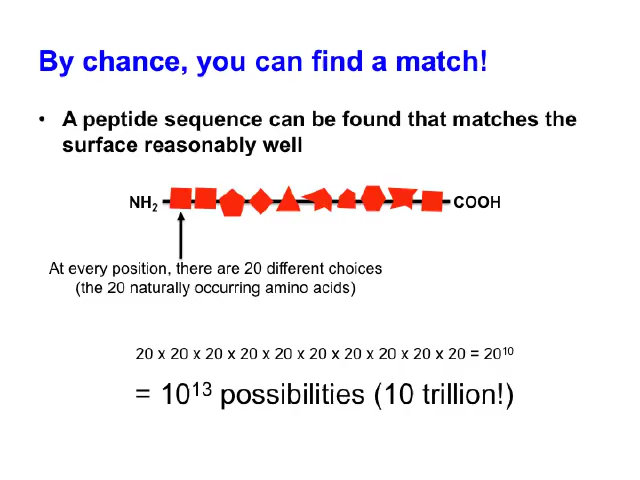 By chance, you can find a match!
• A peptide sequence can be found that matches the
surface reasonably well
NH₂ COOH
At every position, there are 20 different choices
(the 20 naturally occurring amino acids)
20 x 20 x 20 x 20 x 20 x 20 x 20 x 20 x 20 x 20 = 20¹⁰
= 10¹³ possibilities (10 trillion!)